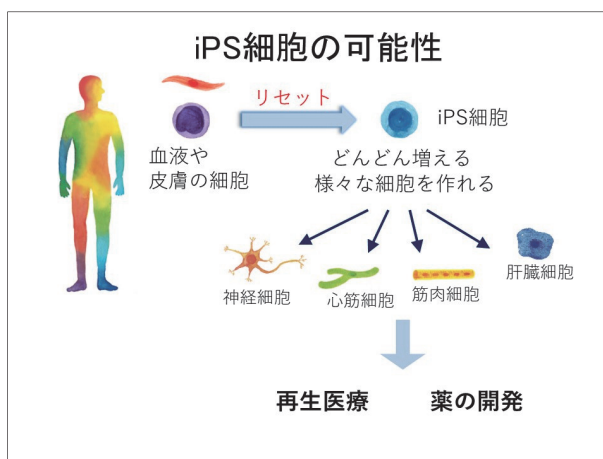 iPS細胞の可能性
リセット
iPS細胞
血液や
皮膚の細胞
どんどん増える
様々な細胞を作れる
神経細胞
心筋細胞
筋肉細胞
肝臓細胞
再生医療
薬の開発